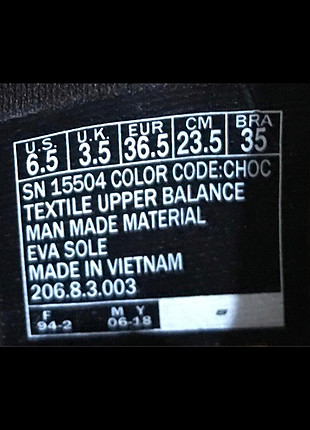 U.S. U.K. EUR CM BRA
6.5 3.5 36.5 23.5 35
SN 15504 COLOR CODE:CHOC
TEXTILE UPPER BALANCE
MAN MADE MATERIAL
EVA SOLE
MADE IN VIETNAM
206.8.3.003
F M Y
94-2 06-18